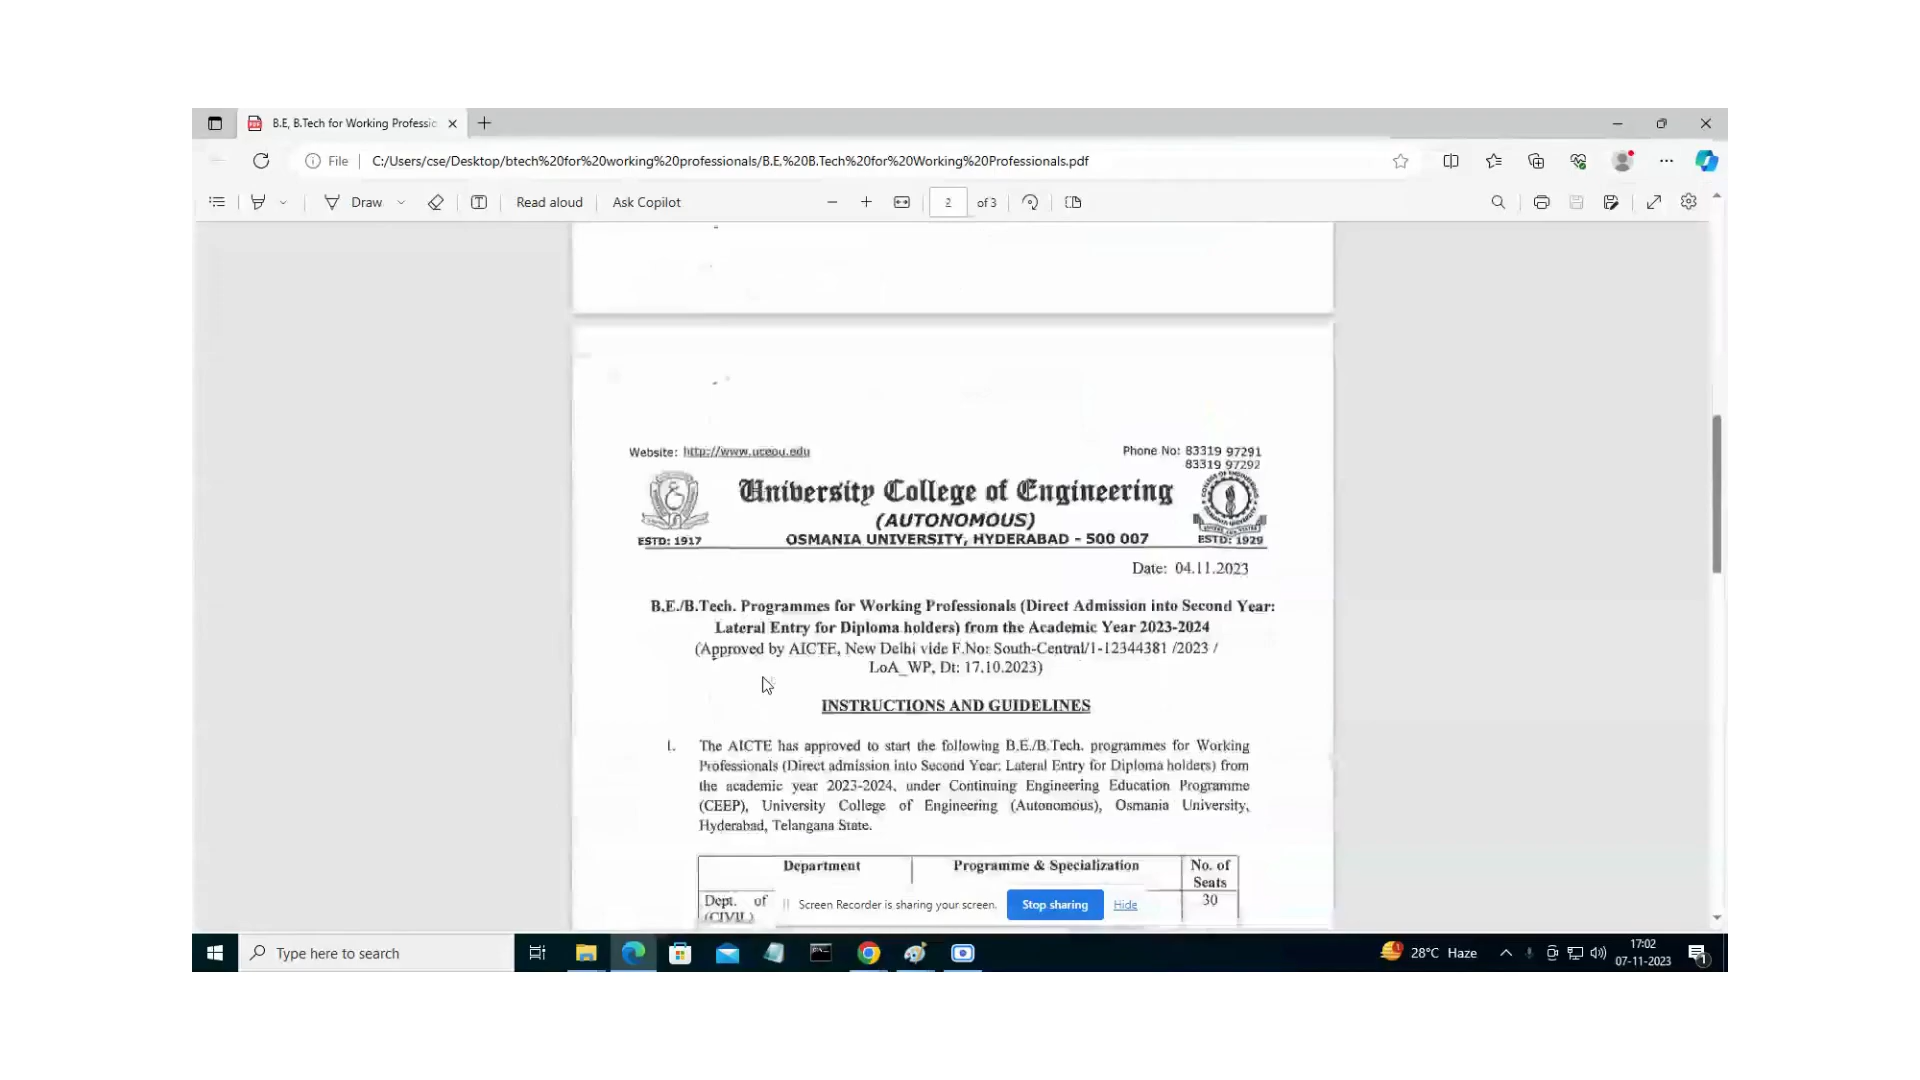 B.E, B.Tech for Working Professio
File
C:/Users/cse/Desktop/btech%20for%20working%20professionals/B.E.%20B.Tech%20for%20Working%20Professionals.pdf
Draw
Read aloud
Ask Copilot
2 of 3
Website: http://www.uceou.edu
Phone No: 83319 97291
83319 97292
University College of Engineering
(AUTONOMOUS)
ESTD: 1917
OSMANIA UNIVERSITY, HYDERABAD - 500 007
ESTD: 1929
Date: 04.11.2023
B.E./B.Tech. Programmes for Working Professionals (Direct Admission into Second Year:
Lateral Entry for Diploma holders) from the Academic Year 2023-2024
(Approved by AICTE, New Delhi vide F.No: South-Central/1-12344381 /2023 /
LoA_WP, Dt: 17.10.2023)
INSTRUCTIONS AND GUIDELINES
1. The AICTE has approved to start the following B.E./B.Tech. programmes for Working
Professionals (Direct admission into Second Year: Lateral Entry for Diploma holders) from
the academic year 2023-2024, under Continuing Engineering Education Programme
(CEEP), University College of Engineering (Autonomous), Osmania University,
Hyderabad, Telangana State.
Department
Programme & Specialization
No. of
Seats
Dept. of
(CIVIL)
30
Screen Recorder is sharing your screen.
Stop sharing
Hide
Type here to search
28°C Haze
17:02
07-11-2023
1